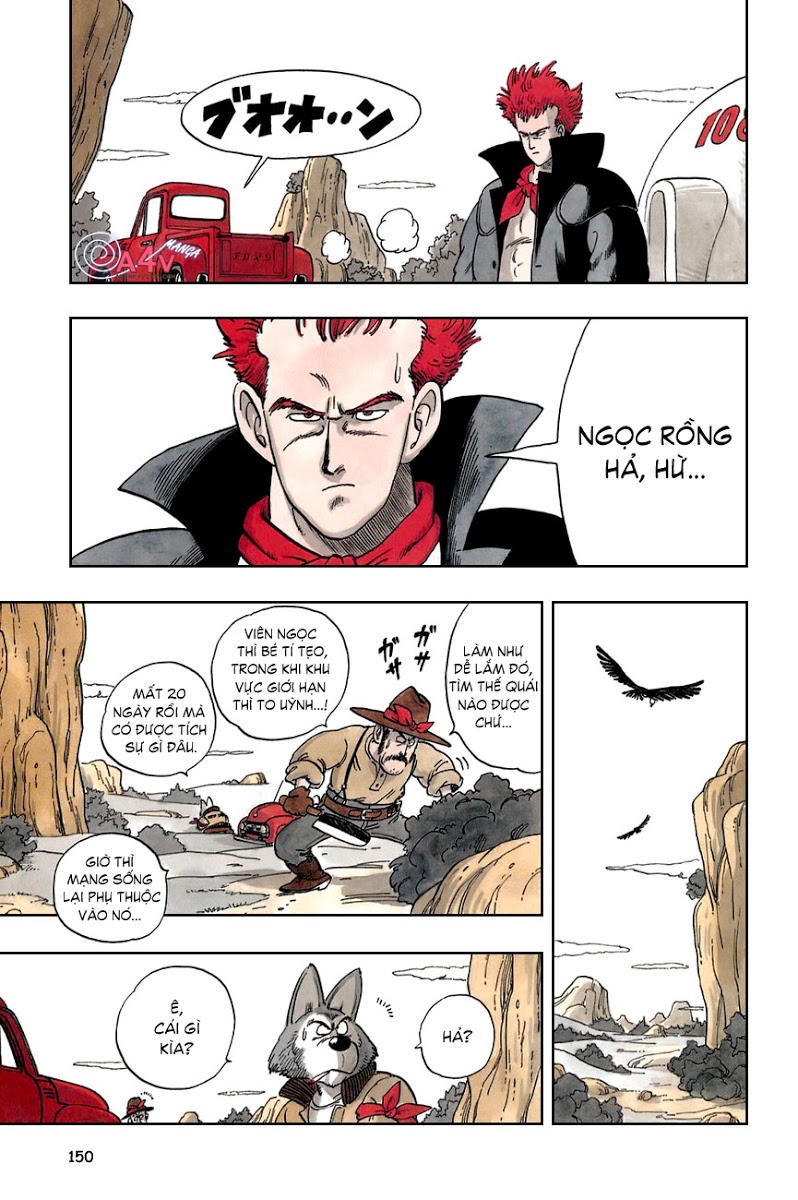 ブオオ・・ン
108
MANGA
A4V
FORD
NGỌC RỒNG
HẢ, HỪ...
LÀM NHƯ
DỄ LẮM ĐÓ,
TÌM THẾ QUÁI
NÀO ĐƯỢC
CHỨ...
ガサ
ガサ
VIÊN NGỌC
THÌ BÉ TÍ TẸO,
TRONG KHI KHU
VỰC GIỚI HẠN
THÌ TO UỲNH...!
MẤT 20
NGÀY RỒI MÀ
CÓ ĐƯỢC TÍCH
SỰ GÌ ĐÂU.
GIỜ THÌ
MẠNG SỐNG
LẠI PHỤ THUỘC
VÀO NÓ...
HẢ?
Ê,
CÁI GÌ
KÌA?
150